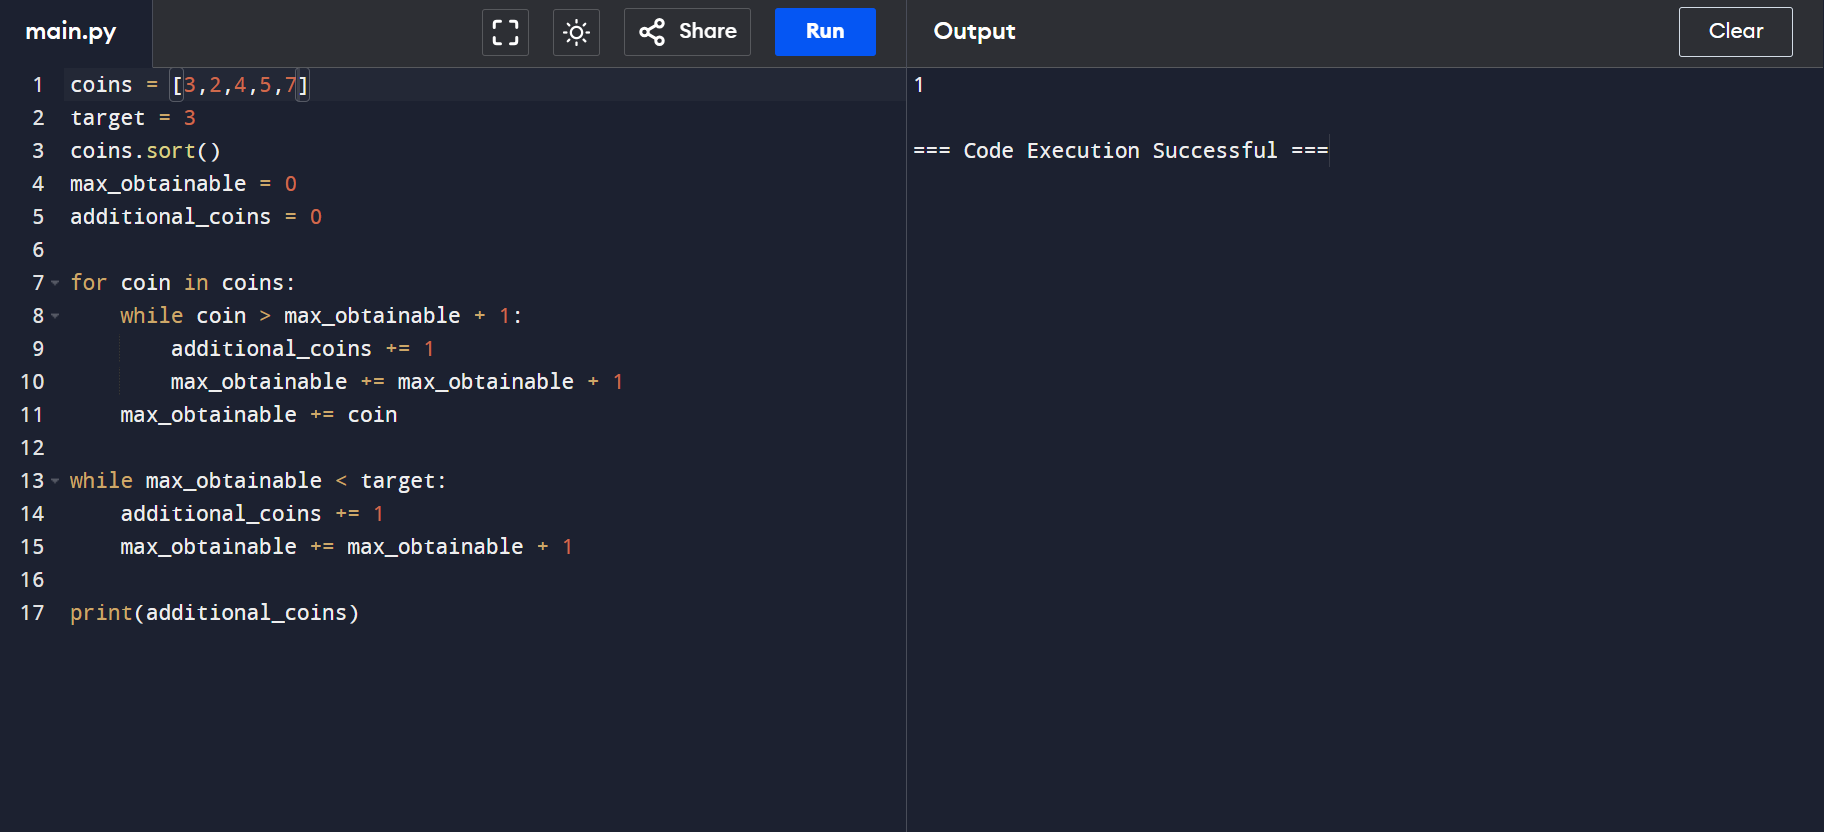 main.py
Share
Run
Output
Clear
1 coins = [3,2,4,5,7]
2 target = 3
3 coins.sort()
4 max_obtainable = 0
5 additional_coins = 0
6
7 for coin in coins:
8     while coin > max_obtainable + 1:
9         additional_coins += 1
10         max_obtainable += max_obtainable + 1
11     max_obtainable += coin
12
13 while max_obtainable < target:
14     additional_coins += 1
15     max_obtainable += max_obtainable + 1
16
17 print(additional_coins)
1
=== Code Execution Successful ===